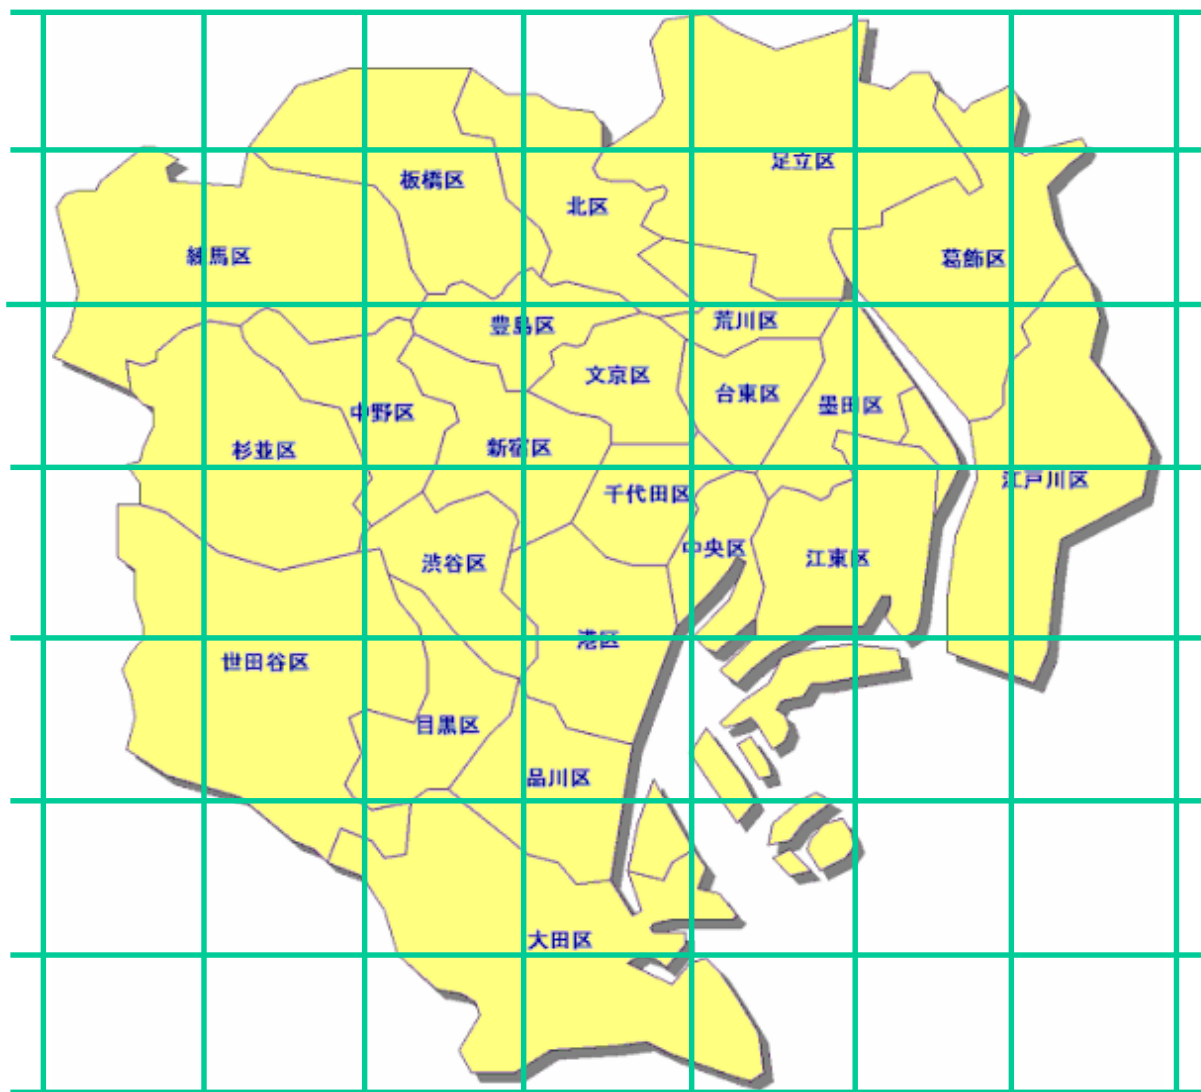 足立区
板橋区
北区
練馬区
葛飾区
豊島区
荒川区
文京区
台東区
墨田区
中野区
杉並区
新宿区
江戸川区
千代田区
中央区
江東区
渋谷区
港区
世田谷区
目黒区
品川区
大田区